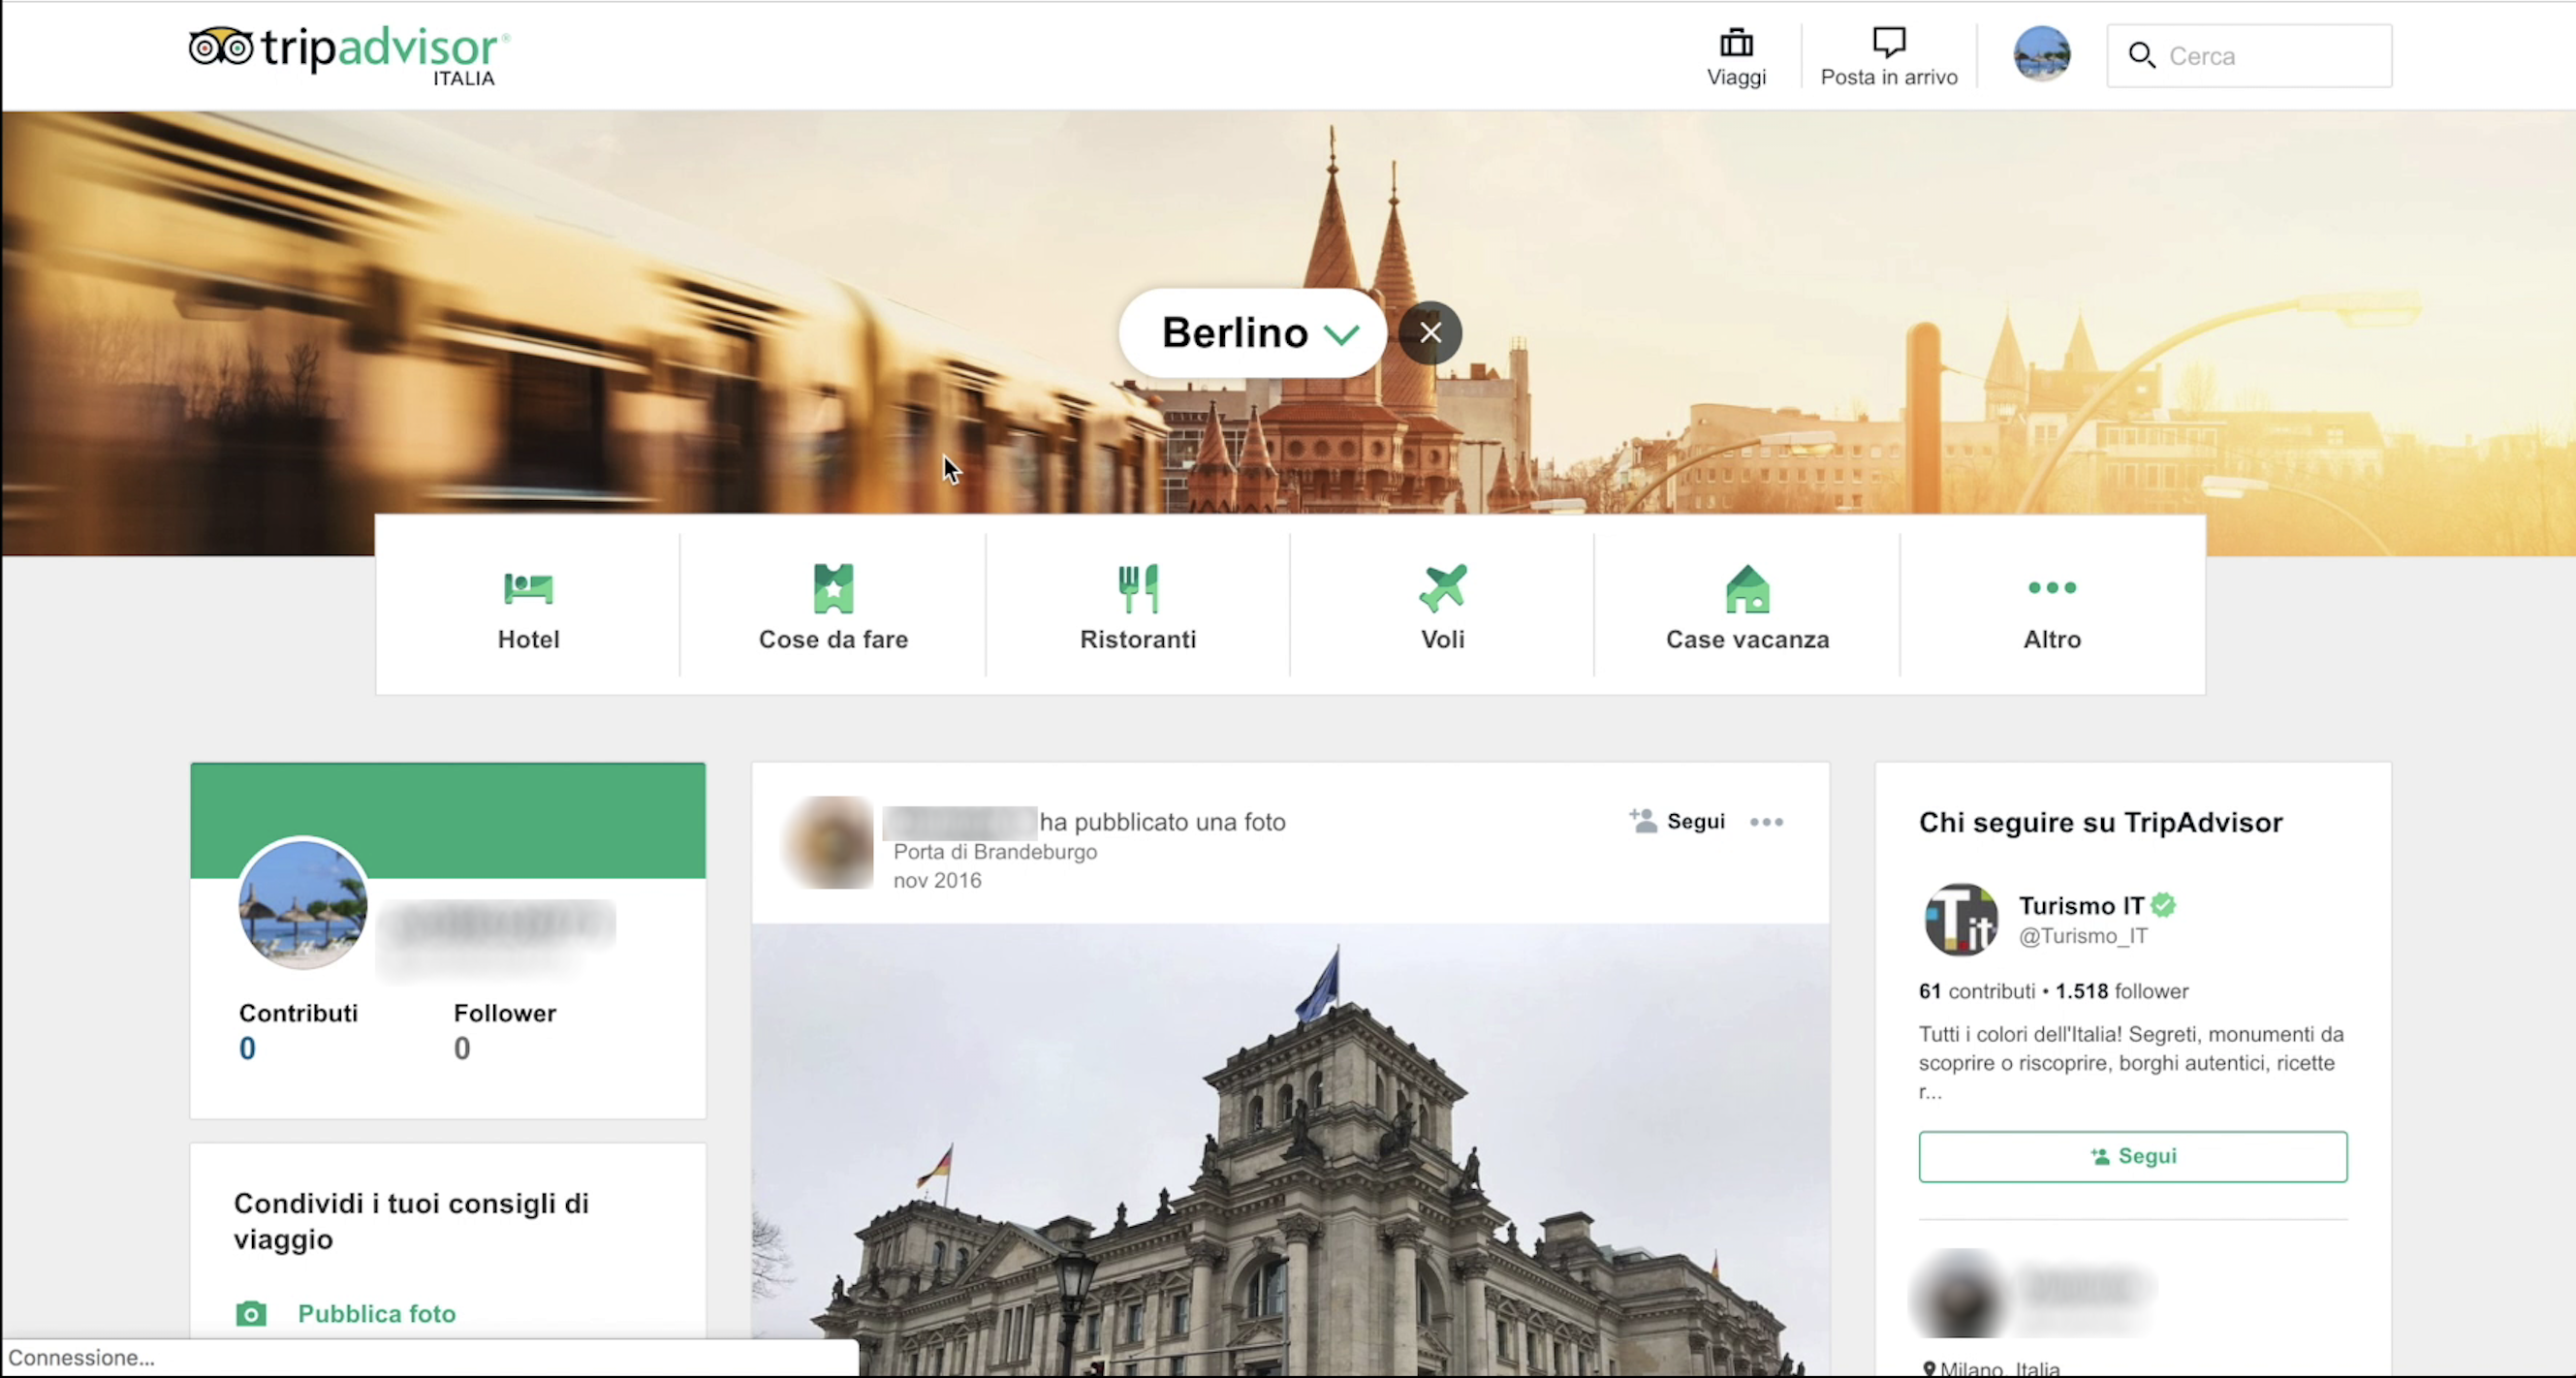 tripadvisor®
ITALIA
Viaggi
Posta in arrivo
Cerca
Berlino
Hotel
Cose da fare
Ristoranti
Voli
Case vacanza
Altro
Contributi
0
Follower
0
Condividi i tuoi consigli di
viaggio
Pubblica foto
Connessione...
ha pubblicato una foto
Porta di Brandeburgo
nov 2016
Segui
Chi seguire su TripAdvisor
Tit
Turismo IT
@Turismo_IT
61 contributi • 1.518 follower
Tutti i colori dell'Italia! Segreti, monumenti da
scoprire o riscoprire, borghi autentici, ricette
r...
Segui
Milano, Italia